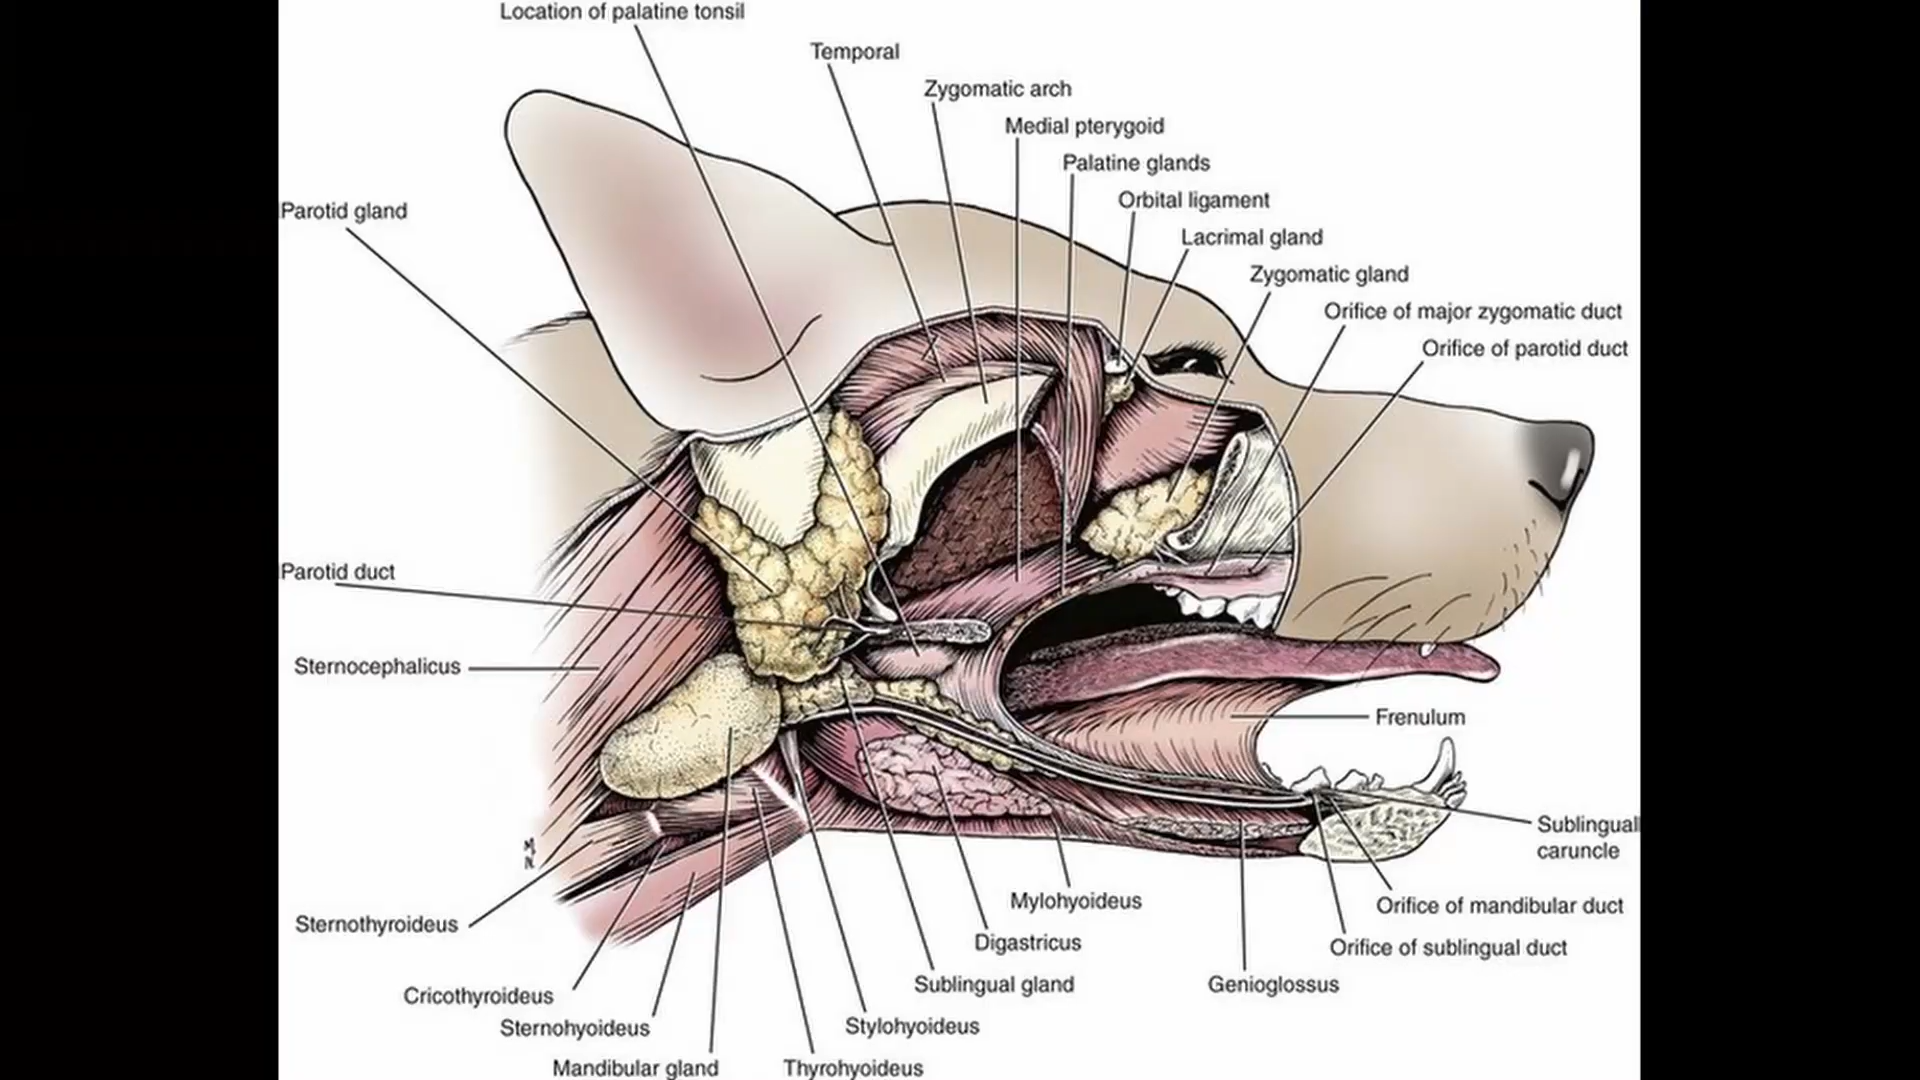 Location of palatine tonsil
Temporal
Zygomatic arch
Medial pterygoid
Palatine glands
Orbital ligament
Lacrimal gland
Zygomatic gland
Orifice of major zygomatic duct
Orifice of parotid duct
Parotid gland
Parotid duct
Sternocephalicus
Frenulum
Sublingual
caruncle
Orifice of mandibular duct
Orifice of sublingual duct
Genioglossus
Mylohyoideus
Digastricus
Sublingual gland
Stylohyoideus
Thyrohyoideus
Mandibular gland
Sternohyoideus
Cricothyroideus
Sternothyroideus